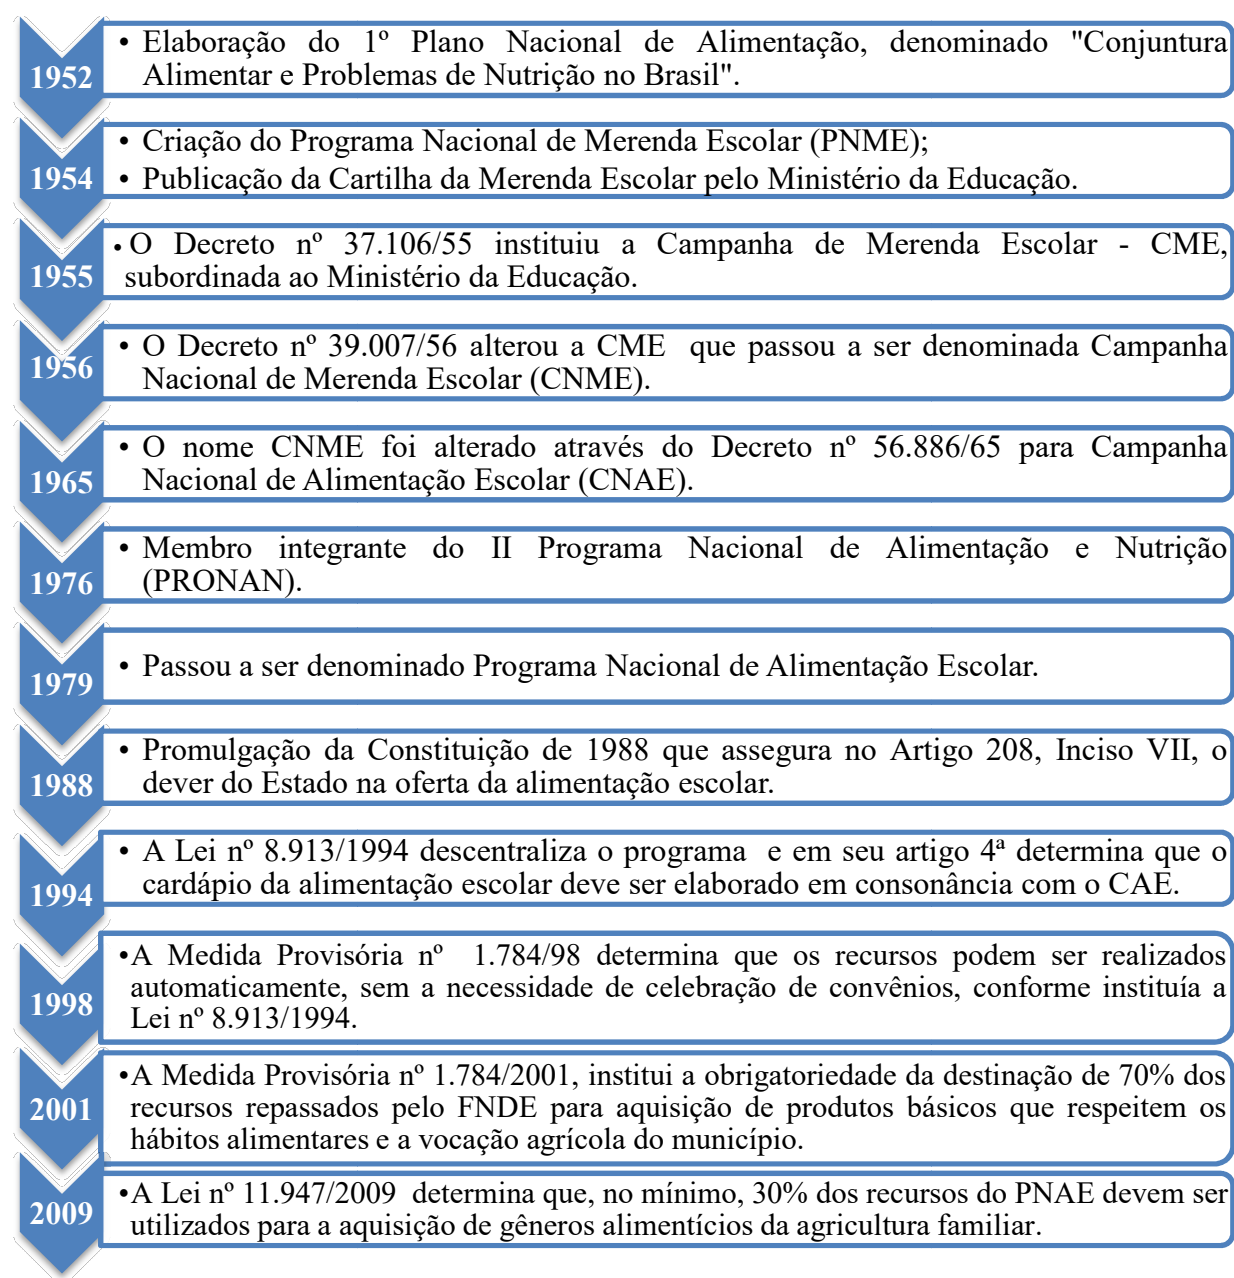 1952
• Elaboração do 1º Plano Nacional de Alimentação, denominado "Conjuntura
Alimentar e Problemas de Nutrição no Brasil".
1954
• Criação do Programa Nacional de Merenda Escolar (PNME);
• Publicação da Cartilha da Merenda Escolar pelo Ministério da Educação.
1955
• O Decreto nº 37.106/55 instituiu a Campanha de Merenda Escolar - CME,
subordinada ao Ministério da Educação.
1956
• O Decreto nº 39.007/56 alterou a CME que passou a ser denominada Campanha
Nacional de Merenda Escolar (CNME).
1965
• O nome CNME foi alterado através do Decreto nº 56.886/65 para Campanha
Nacional de Alimentação Escolar (CNAE).
1976
• Membro integrante do II Programa Nacional de Alimentação e Nutrição
(PRONAN).
1979
• Passou a ser denominado Programa Nacional de Alimentação Escolar.
1988
• Promulgação da Constituição de 1988 que assegura no Artigo 208, Inciso VII, o
dever do Estado na oferta da alimentação escolar.
1994
• A Lei nº 8.913/1994 descentraliza o programa e em seu artigo 4ª determina que o
cardápio da alimentação escolar deve ser elaborado em consonância com o CAE.
1998
•A Medida Provisória nº 1.784/98 determina que os recursos podem ser realizados
automaticamente, sem a necessidade de celebração de convênios, conforme instituía a
Lei nº 8.913/1994.
2001
•A Medida Provisória nº 1.784/2001, institui a obrigatoriedade da destinação de 70% dos
recursos repassados pelo FNDE para aquisição de produtos básicos que respeitem os
hábitos alimentares e a vocação agrícola do município.
2009
•A Lei nº 11.947/2009 determina que, no mínimo, 30% dos recursos do PNAE devem ser
utilizados para a aquisição de gêneros alimentícios da agricultura familiar.